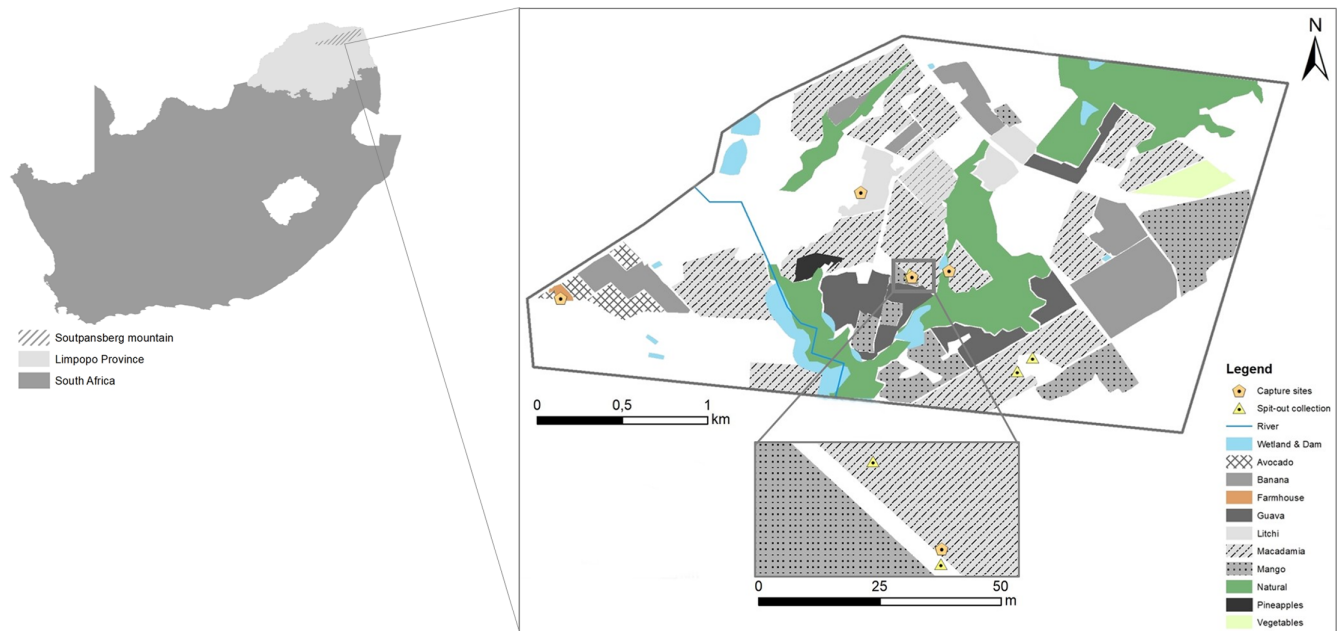 N
Soutpansberg mountain
Limpopo Province
South Africa
0 0,5 1
km
0 25 50
m
Legend
Capture sites
Spit-out collection
River
Wetland & Dam
Avocado
Banana
Farmhouse
Guava
Litchi
Macadamia
Mango
Natural
Pineapples
Vegetables